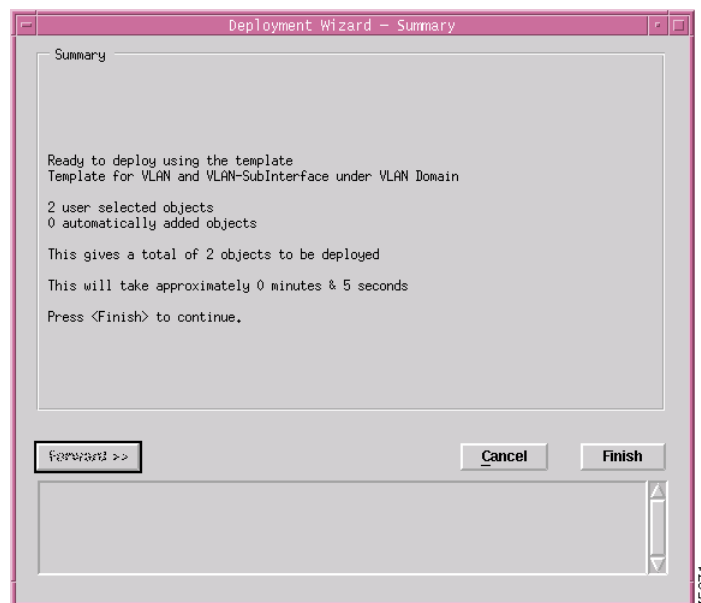 Deployment Wizard — Summary
Summary
Ready to deploy using the template
Template for VLAN and VLAN-SubInterface under VLAN Domain
2 user selected objects
0 automatically added objects
This gives a total of 2 objects to be deployed
This will take approximately 0 minutes & 5 seconds
Press <Finish> to continue.
Forward >>
Cancel
Finish